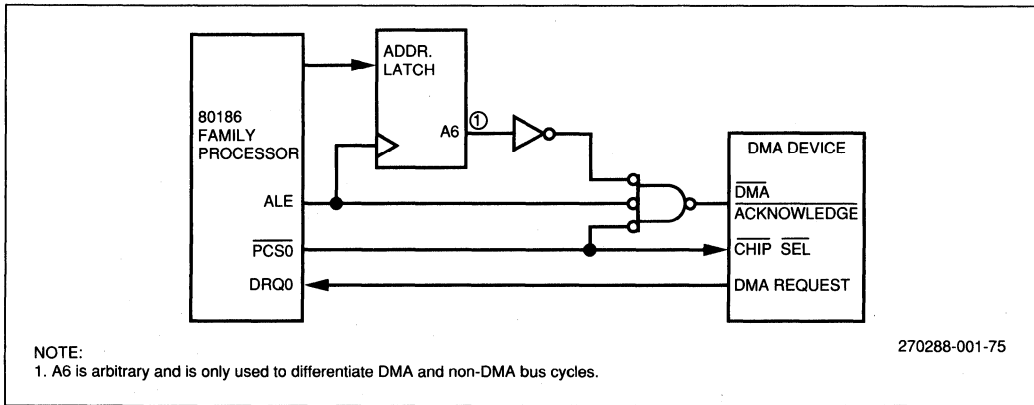 80186
FAMILY
PROCESSOR
ALE
PCS0
DRQ0
ADDR.
LATCH
A6
①
DMA DEVICE
DMA
ACKNOWLEDGE
CHIP SEL
DMA REQUEST
270288-001-75
NOTE:
1. A6 is arbitrary and is only used to differentiate DMA and non-DMA bus cycles.